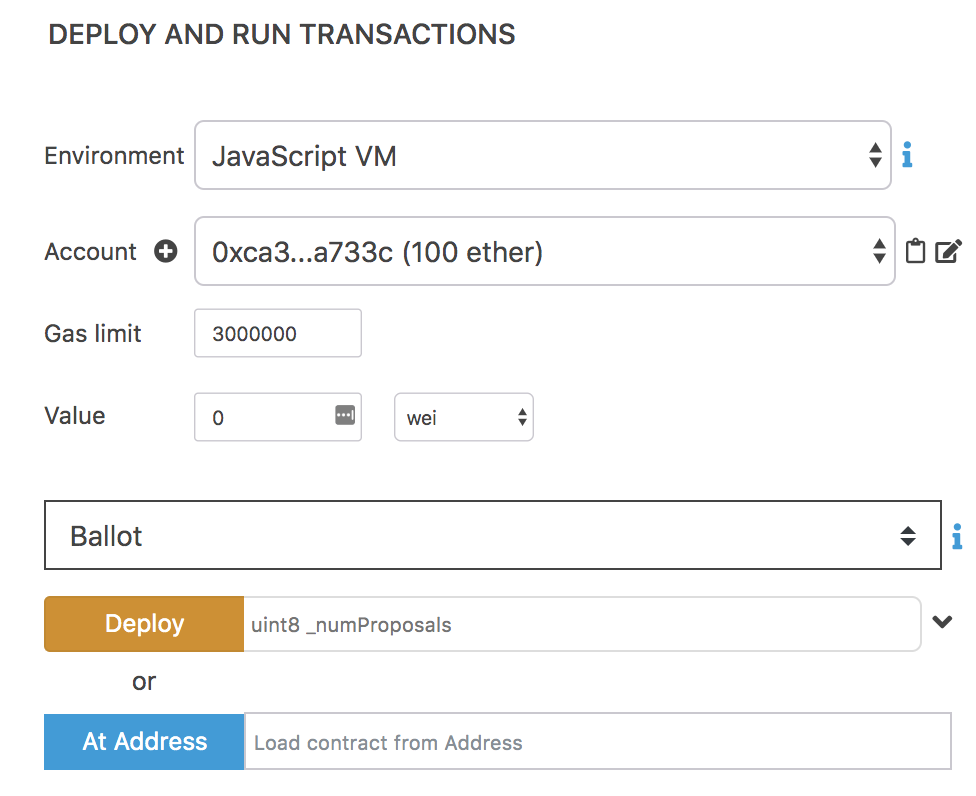 DEPLOY AND RUN TRANSACTIONS
Environment JavaScript VM
Account 0xca3...a733c (100 ether)
Gas limit 3000000
Value 0 wei
Ballot
Deploy uint8 _numProposals
or
At Address Load contract from Address